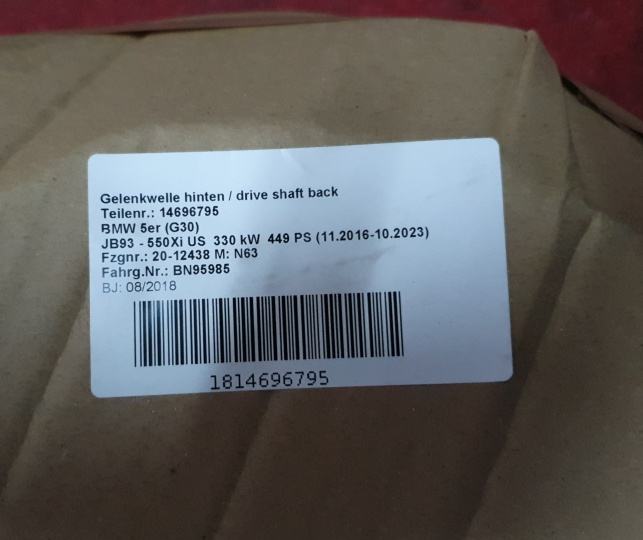 Gelenkwelle hinten / drive shaft back
Teilenr.: 14696795
BMW 5er (G30)
JB93 - 550Xi US 330 kW 449 PS (11.2016-10.2023)
Fzgnr.: 20-12438 M: N63
Fahrg.Nr.: BN95985
BJ: 08/2018
1814696795